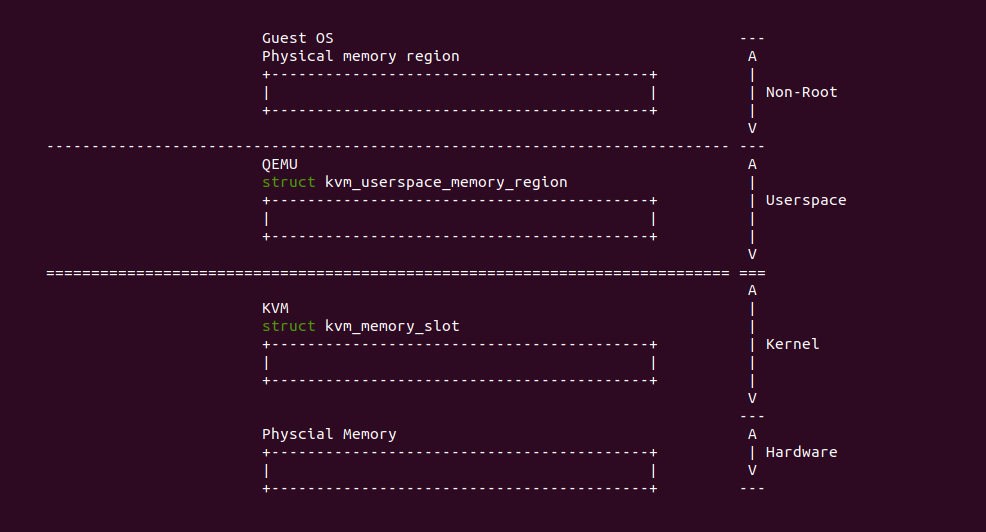 Guest OS                                             ---
Physical memory region                                A
+------------------------------------------+          |
|                                          |          | Non-Root
+------------------------------------------+          |
                                                      V
---------------------------------------------------------------------------- ---
QEMU                                                  A
struct kvm_userspace_memory_region                    |
+------------------------------------------+          | Userspace
|                                          |          |
+------------------------------------------+          |
                                                      V
============================================================================ ===
                                                      A
KVM                                                   |
struct kvm_memory_slot                                |
+------------------------------------------+          | Kernel
|                                          |          |
+------------------------------------------+          |
                                                      V
                                                     ---
Physcial Memory                                       A
+------------------------------------------+          | Hardware
|                                          |          V
+------------------------------------------+         ---